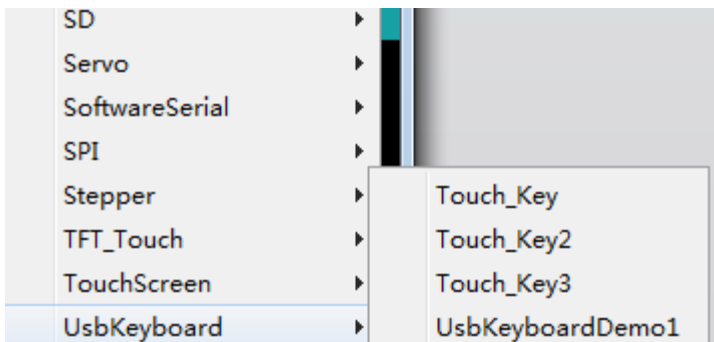 SD
Servo
SoftwareSerial
SPI
Stepper
TFT_Touch
TouchScreen
UsbKeyboard
Touch_Key
Touch_Key2
Touch_Key3
UsbKeyboardDemo1